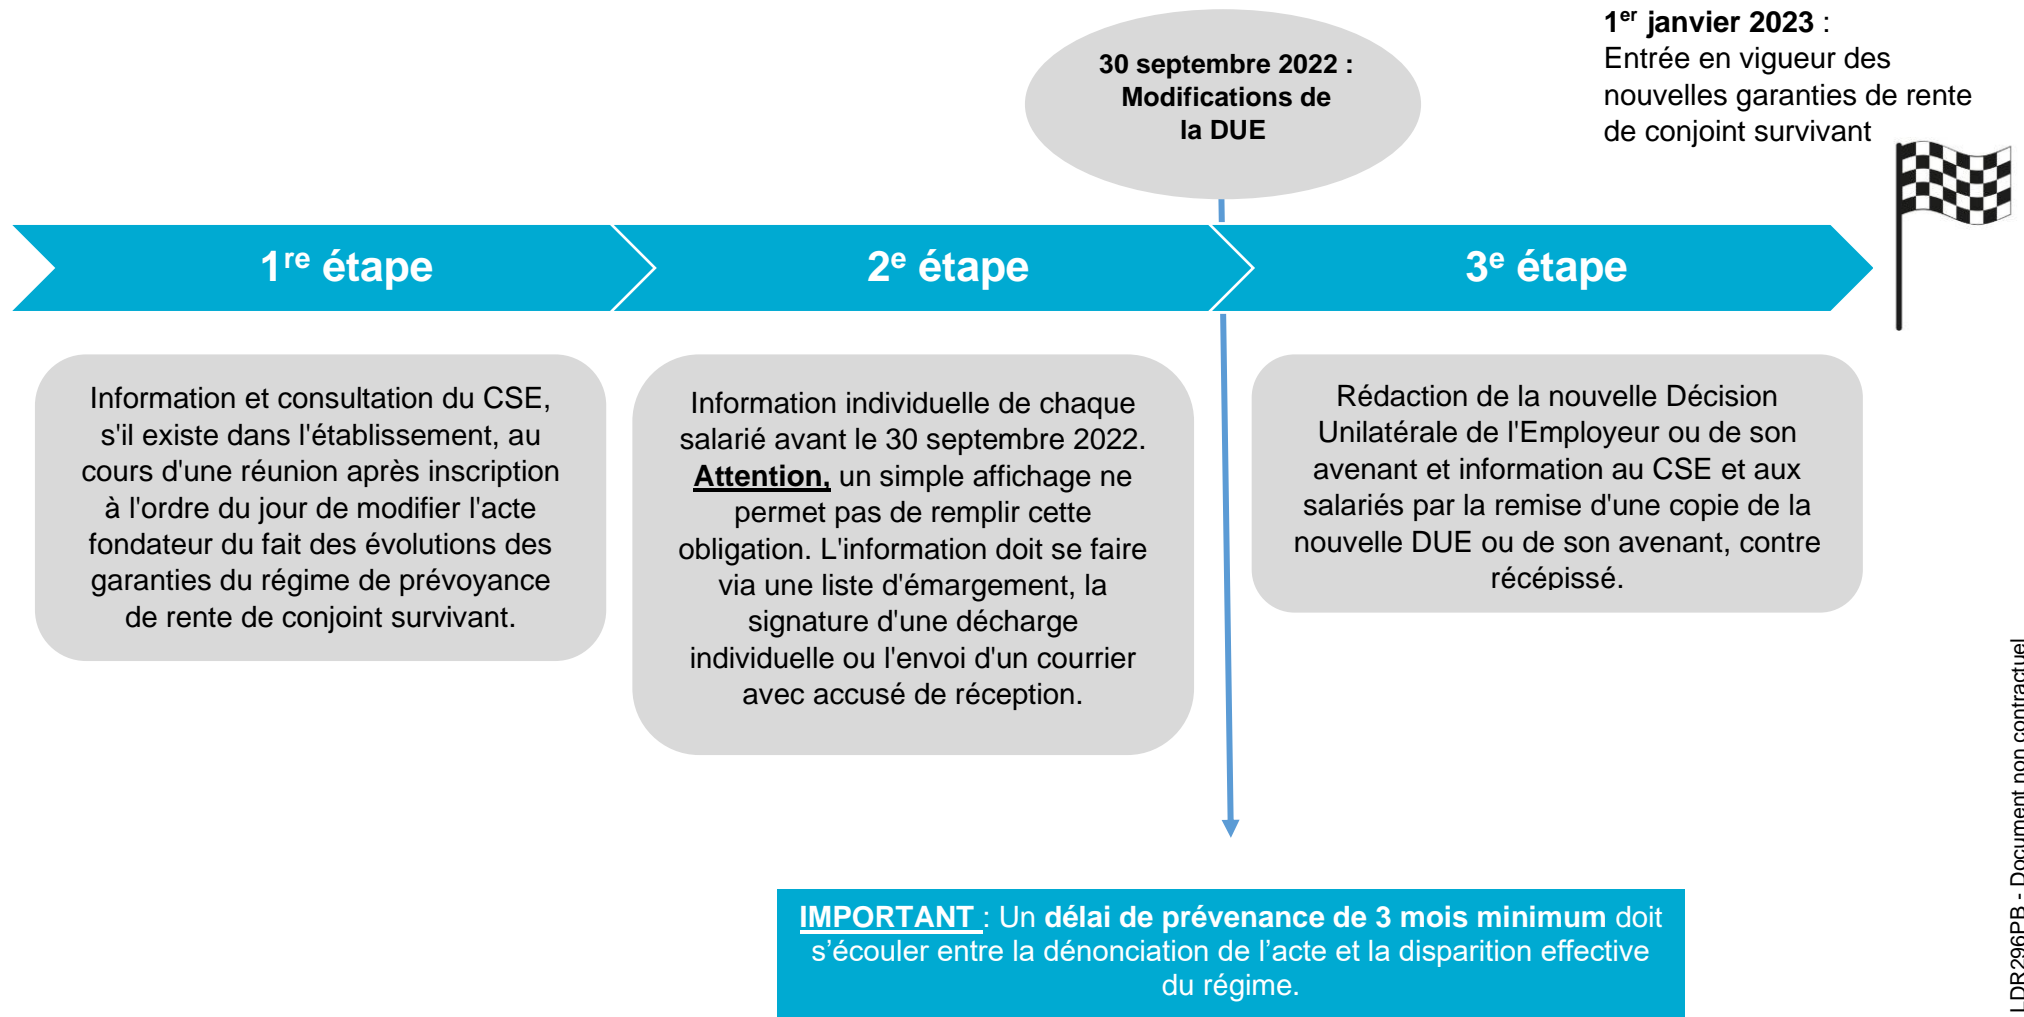 30 septembre 2022 :
Modifications de
la DUE
1er janvier 2023 :
Entrée en vigueur des
nouvelles garanties de rente
de conjoint survivant
1re étape
2e étape
3e étape
Information et consultation du CSE,
s'il existe dans l'établissement, au
cours d'une réunion après inscription
à l'ordre du jour de modifier l'acte
fondateur du fait des évolutions des
garanties du régime de prévoyance
de rente de conjoint survivant.
Information individuelle de chaque
salarié avant le 30 septembre 2022.
Attention, un simple affichage ne
permet pas de remplir cette
obligation. L'information doit se faire
via une liste d'émargement, la
signature d'une décharge
individuelle ou l'envoi d'un courrier
avec accusé de réception.
Rédaction de la nouvelle Décision
Unilatérale de l'Employeur ou de son
avenant et information au CSE et aux
salariés par la remise d'une copie de la
nouvelle DUE ou de son avenant, contre
récépissé.
IMPORTANT : Un délai de prévenance de 3 mois minimum doit
s’écouler entre la dénonciation de l’acte et la disparition effective
du régime.
LDR296PB - Document non contractuel